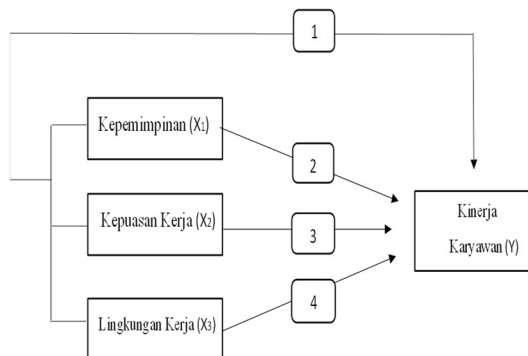 1
Kepemimpinan (X1)
2
Kepuasan Kerja (X2)
3
Kinerja
Karyawan (Y)
4
Lingkungan Kerja (X3)